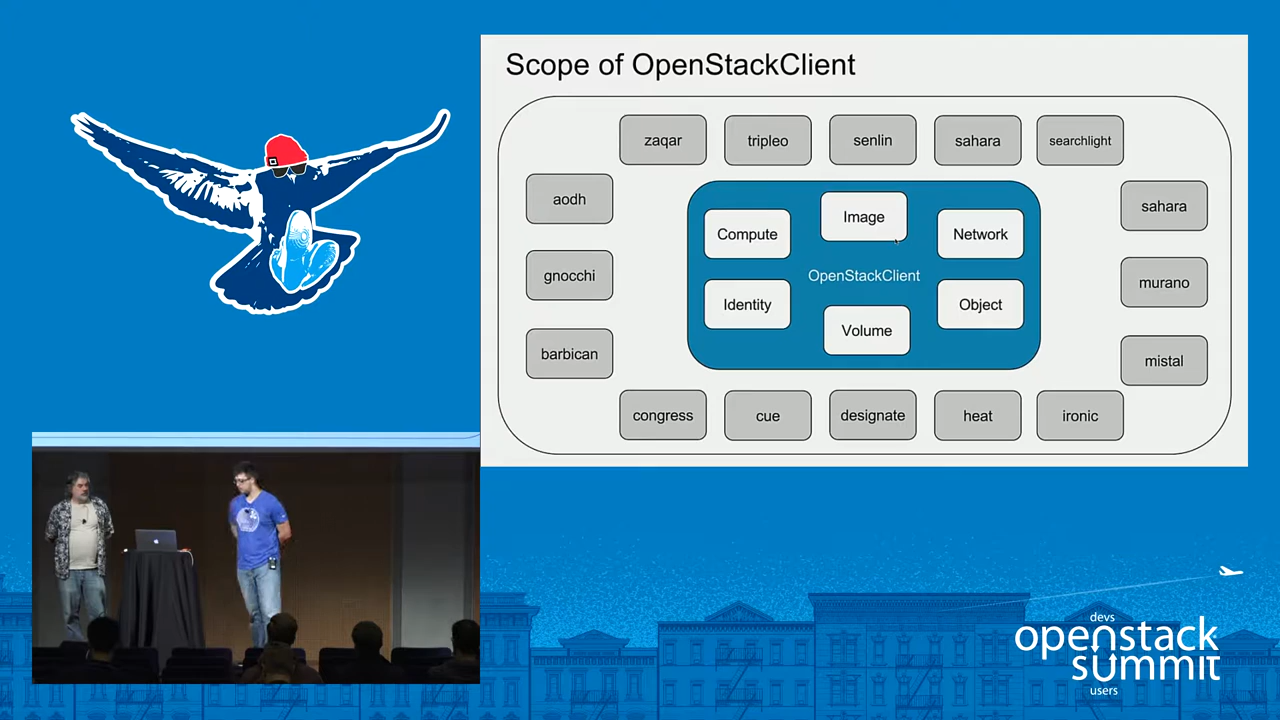 Scope of OpenStackClient
zaqar
tripleo
senlin
sahara
searchlight
aodh
sahara
gnocchi
murano
barbican
mistal
Compute
Image
Network
OpenStackClient
Identity
Volume
Object
congress
cue
designate
heat
ironic
devs
openstack
summit
users